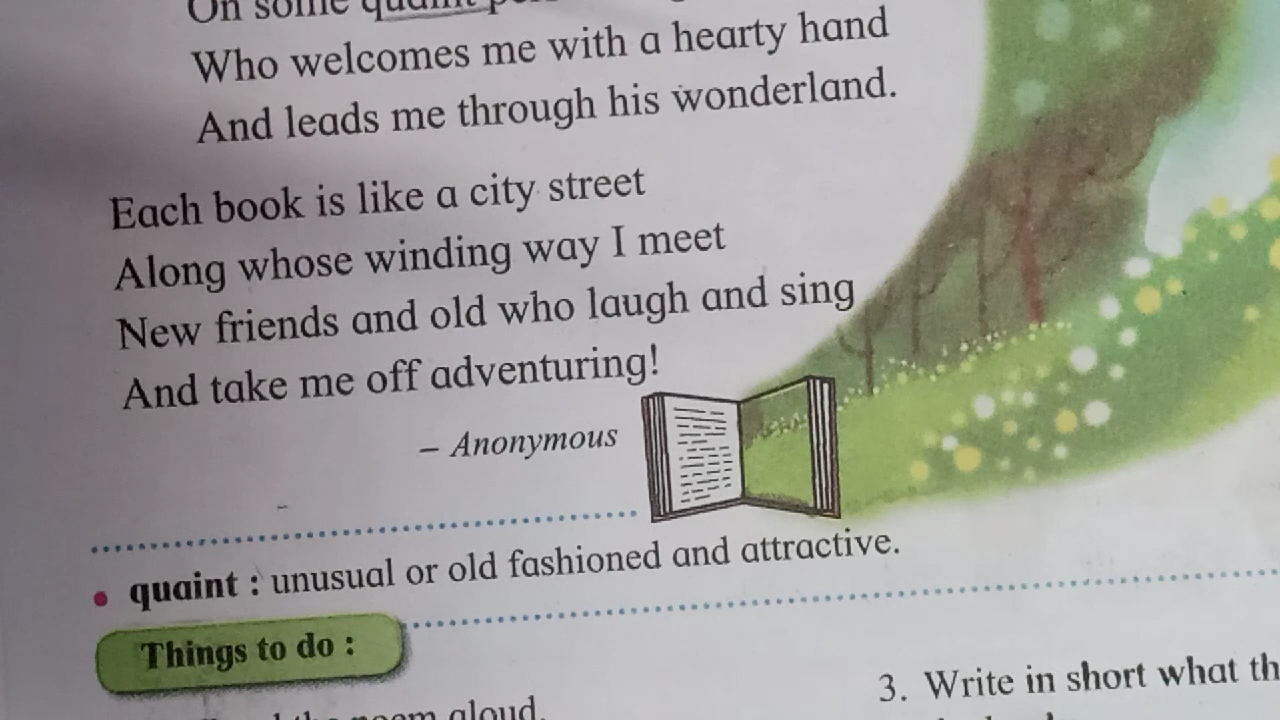 On some quaint
Who welcomes me with a hearty hand
And leads me through his wonderland.
Each book is like a city street
Along whose winding way I meet
New friends and old who laugh and sing
And take me off adventuring!
– Anonymous
• quaint : unusual or old fashioned and attractive.
Things to do :
3. Write in short what
the poem aloud.